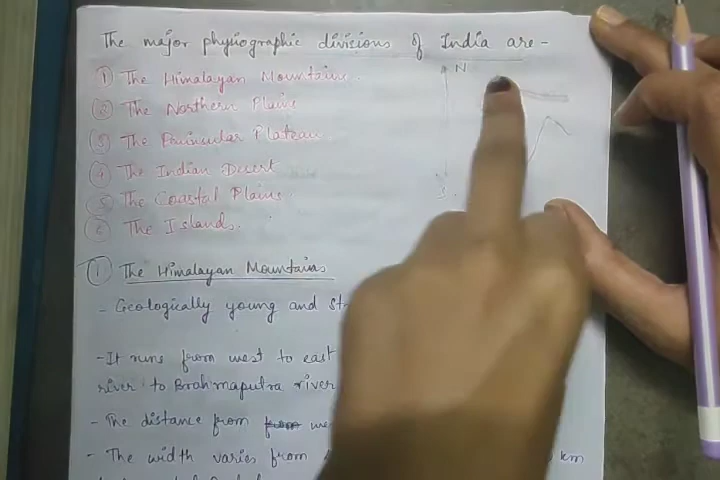 The major physiographic divisions of India are -
① The Himalayan Mountains.
② The Northern Plains
③ The Peninsular Plateau
④ The Indian Desert
⑤ The Coastal Plains.
⑥ The Islands.
N
S.
① The Himalayan Mountains
- Geologically young and
- It runs from west to east
river to Brahmaputra river
- The distance from
- The width varies from
km